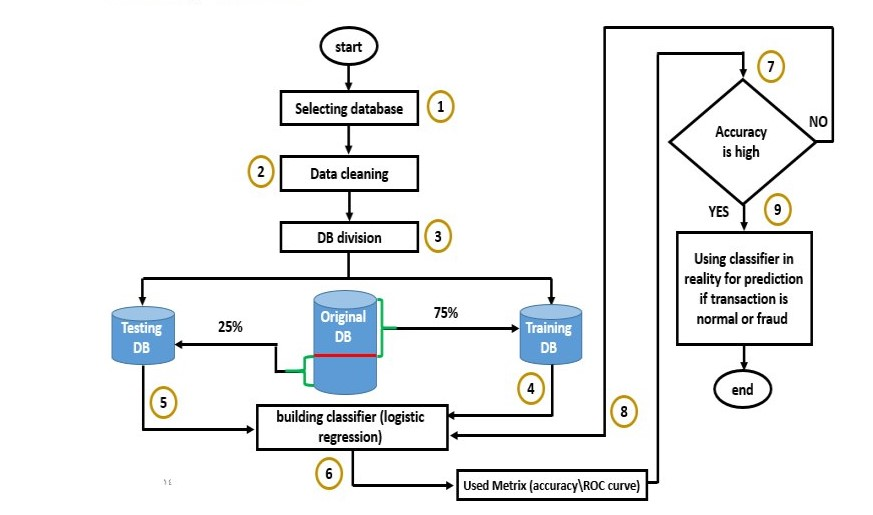 start
1
Selecting database
2
Data cleaning
3
DB division
Testing
DB
25%
Original
DB
75%
Training
DB
4
5
building classifier (logistic
regression)
6
Used Metrix (accuracy\ROC curve)
7
Accuracy
is high
NO
8
YES
9
Using classifier in
reality for prediction
if transaction is
normal or fraud
end
١٤